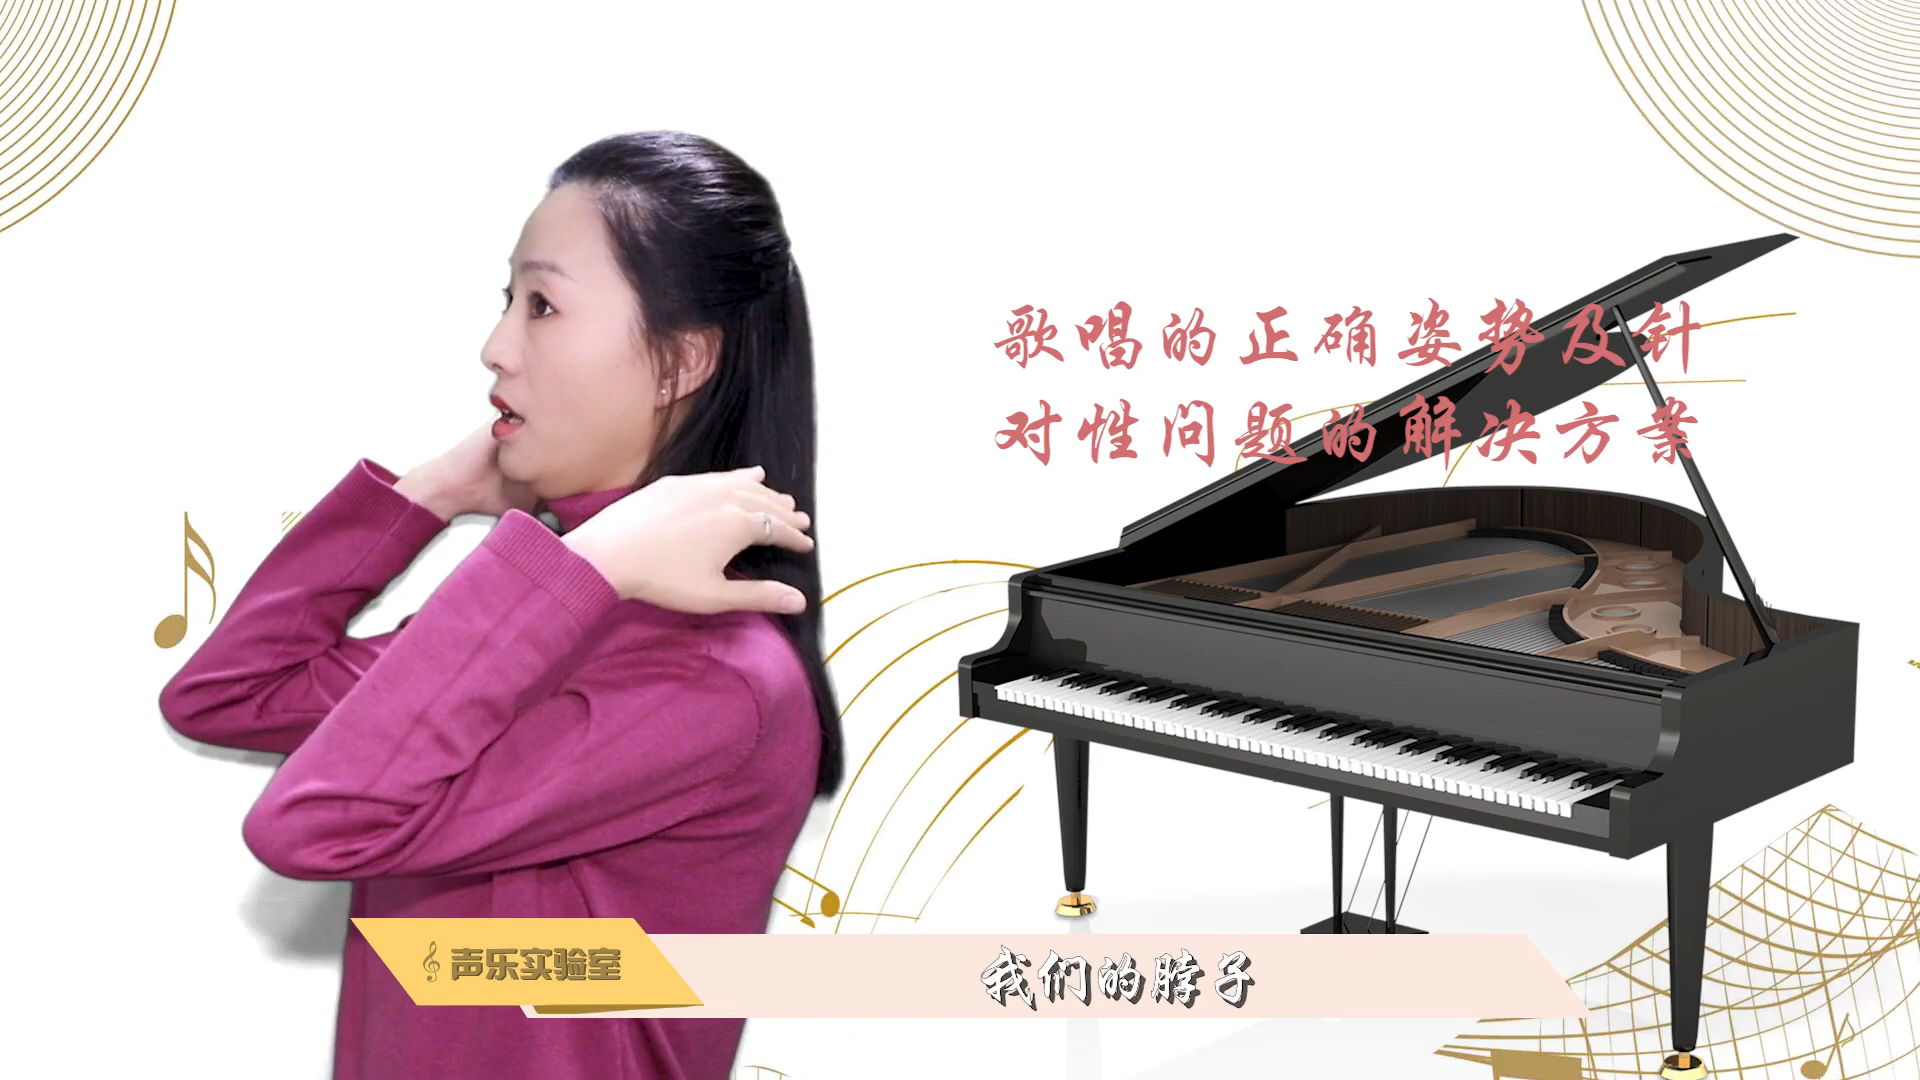 歌唱的正确姿势及针
对性问题的解决方案
声乐实验室
我们的脖子